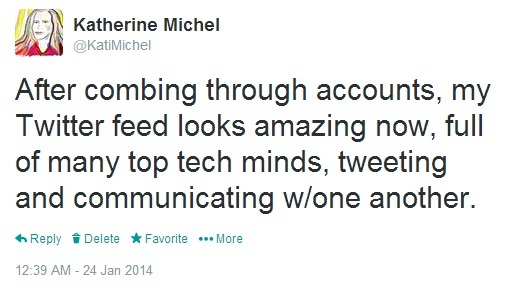 Katherine Michel
@KatiMichel
After combing through accounts, my
Twitter feed looks amazing now, full
of many top tech minds, tweeting
and communicating w/one another.
Reply Delete Favorite More
12:39 AM - 24 Jan 2014